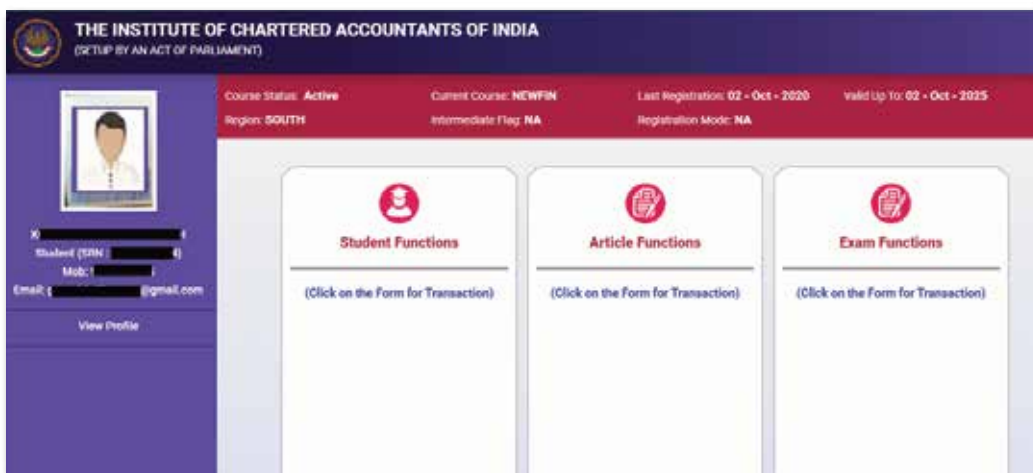 THE INSTITUTE OF CHARTERED ACCOUNTANTS OF INDIA
(SETUP BY AN ACT OF PARLIAMENT)
Course Status: Active
Current Course: NEWFIN
Last Registration: 02 - Oct - 2020
Valid Up To: 02 - Oct - 2025
Region: SOUTH
Intermediate Flag: NA
Registration Mode: NA
Student (SRN :
Mob:
Email:
@gmail.com
View Profile
Student Functions
(Click on the Form for Transaction)
Article Functions
(Click on the Form for Transaction)
Exam Functions
(Click on the Form for Transaction)